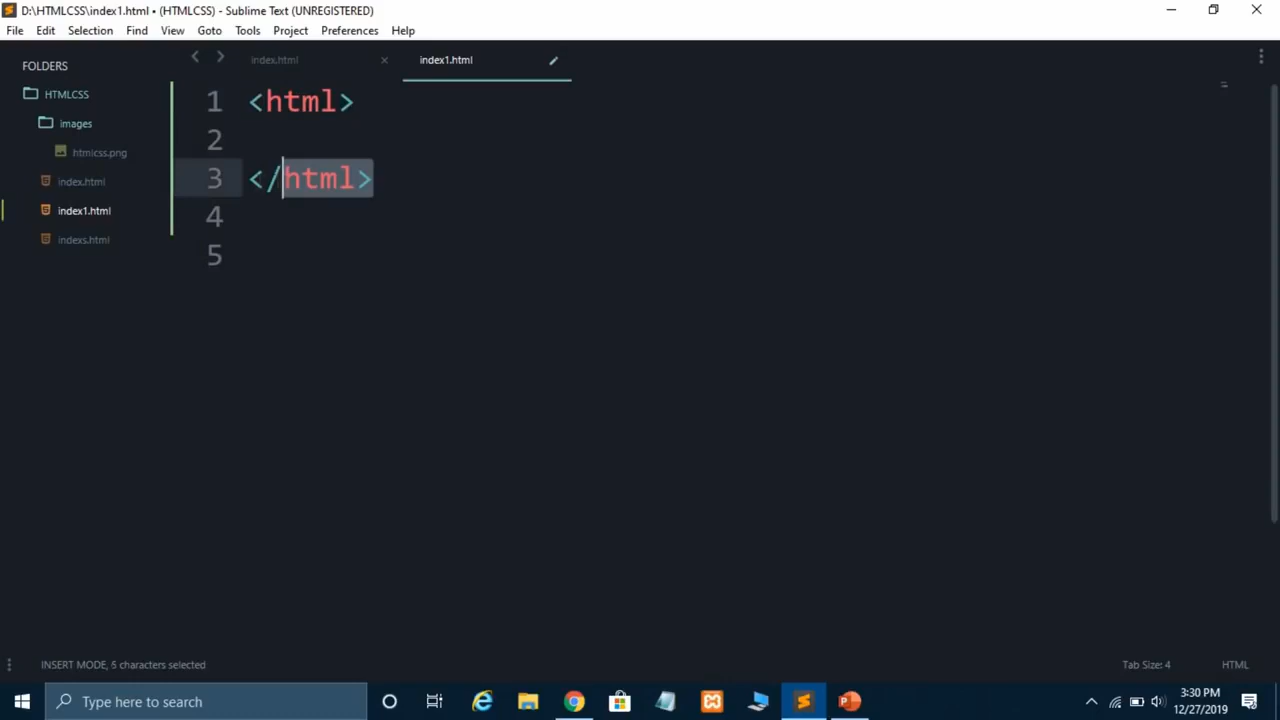 D:\HTMLCSS\index1.html • (HTMLCSS) - Sublime Text (UNREGISTERED)
File Edit Selection Find View Goto Tools Project Preferences Help
FOLDERS
HTMLCSS
images
htmlcss.png
index.html
index1.html
indexs.html
index.html
index1.html
1 <html>
2
3 </html>
4
5
INSERT MODE, 5 characters selected
Tab Size: 4
HTML
Type here to search
3:30 PM
12/27/2019